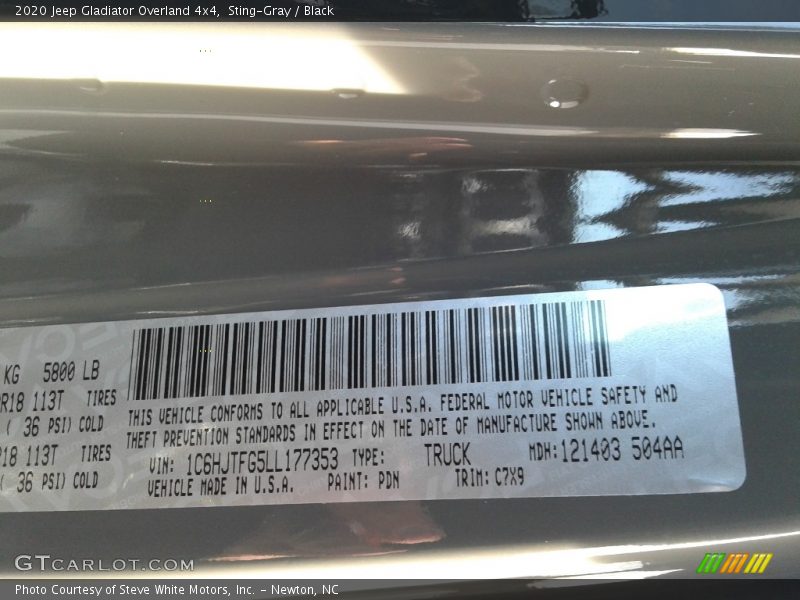 2020 Jeep Gladiator Overland 4x4, Sting-Gray / Black
KG 5800 LB
R18 113T TIRES
( 36 PSI) COLD
R18 113T TIRES
( 36 PSI) COLD
THIS VEHICLE CONFORMS TO ALL APPLICABLE U.S.A. FEDERAL MOTOR VEHICLE SAFETY AND
THEFT PREVENTION STANDARDS IN EFFECT ON THE DATE OF MANUFACTURE SHOWN ABOVE.
VIN: 1C6HJTFG5LL177353 TYPE: TRUCK MDH:121403 504AA
VEHICLE MADE IN U.S.A. PAINT: PDN TRIM: C7X9
GTCARLOT.COM
Photo Courtesy of Steve White Motors, Inc. - Newton, NC